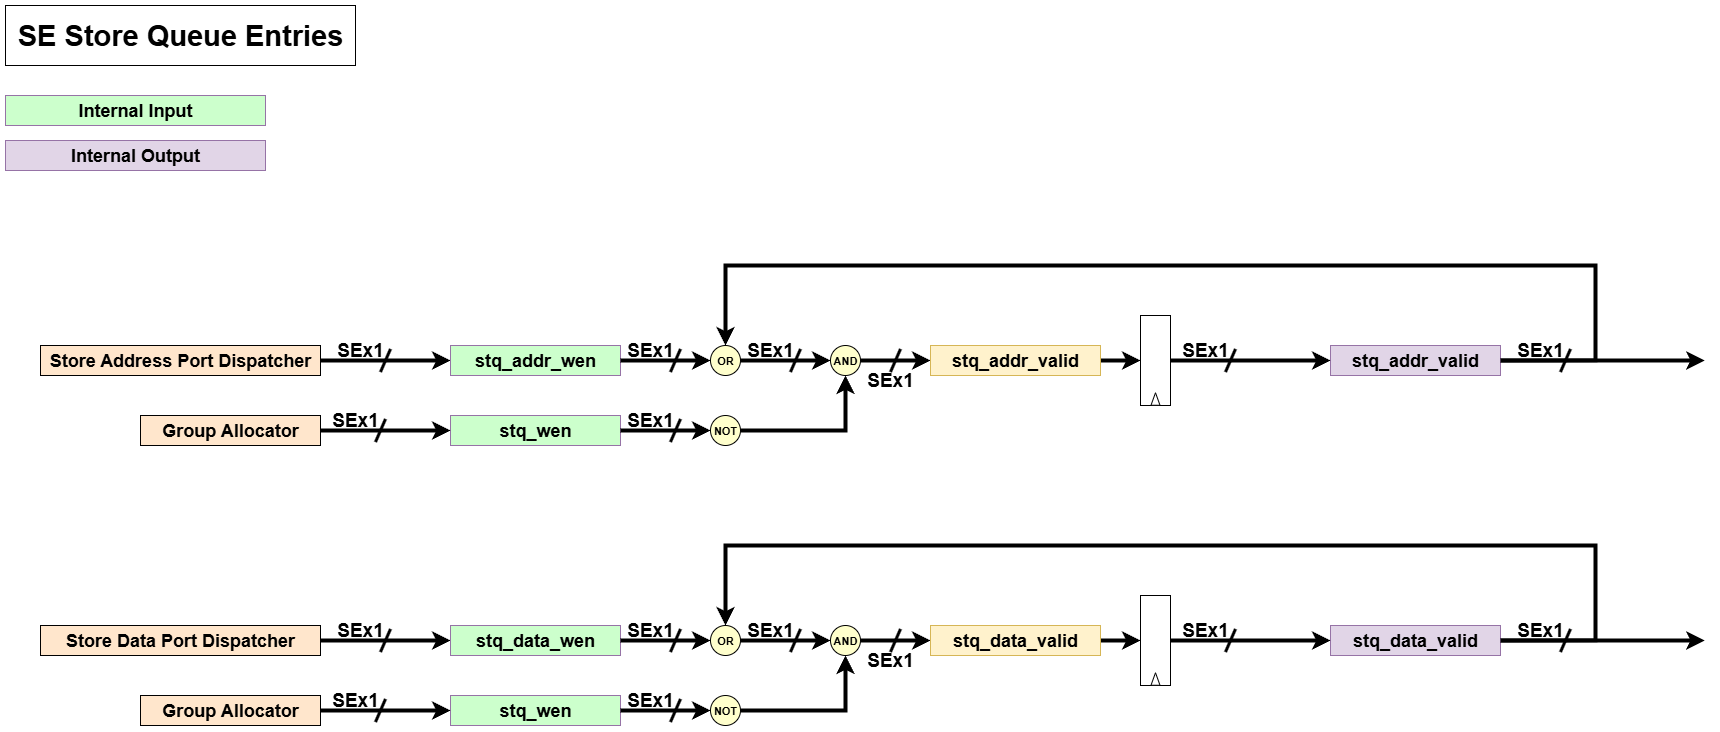 SE Store Queue Entries
Internal Input
Internal Output
Store Address Port Dispatcher
SEx1
stq_addr_wen
SEx1
OR
SEx1
AND
SEx1
stq_addr_valid
SEx1
stq_addr_valid
SEx1
Group Allocator
SEx1
stq_wen
SEx1
NOT
Store Data Port Dispatcher
SEx1
stq_data_wen
SEx1
OR
SEx1
AND
SEx1
stq_data_valid
SEx1
stq_data_valid
SEx1
Group Allocator
SEx1
stq_wen
SEx1
NOT